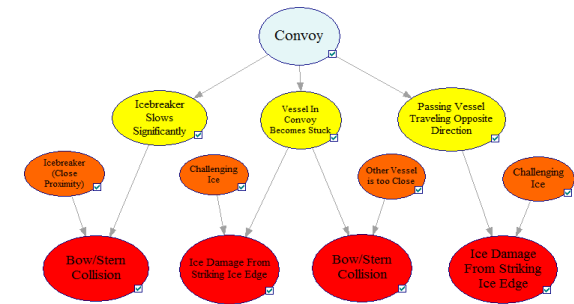 Convoy
Icebreaker
Slows
Significantly
Vessel In
Convoy
Becomes Stuck
Passing Vessel
Traveling Opposite
Direction
Icebreaker
(Close
Proximity)
Challenging
Ice
Other Vessel
is too Close
Challenging
Ice
Bow/Stern
Collision
Ice Damage From
Striking Ice Edge
Bow/Stern
Collision
Ice Damage
From Striking
Ice Edge